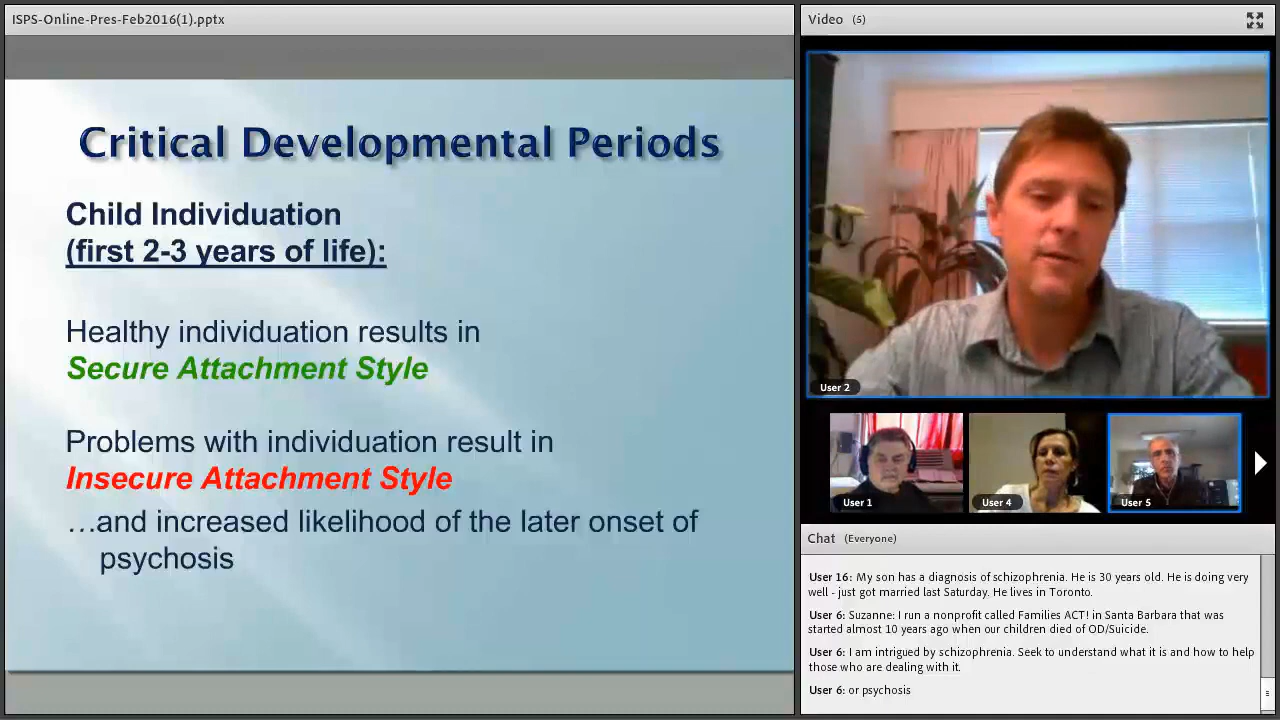 ISPS-Online-Pres-Feb2016(1).pptx
Critical Developmental Periods
Child Individuation
(first 2-3 years of life):
Healthy individuation results in
Secure Attachment Style
Problems with individuation result in
Insecure Attachment Style
…and increased likelihood of the later onset of
psychosis
Video (5)
User 2
User 1
User 4
User 5
Chat (Everyone)
User 16: My son has a diagnosis of schizophrenia. He is 30 years old. He is doing very
well - just got married last Saturday. He lives in Toronto.
User 6: Suzanne: I run a nonprofit called Families ACT! in Santa Barbara that was
started almost 10 years ago when our children died of OD/Suicide.
User 6: I am intrigued by schizophrenia. Seek to understand what it is and how to help
those who are dealing with it.
User 6: or psychosis